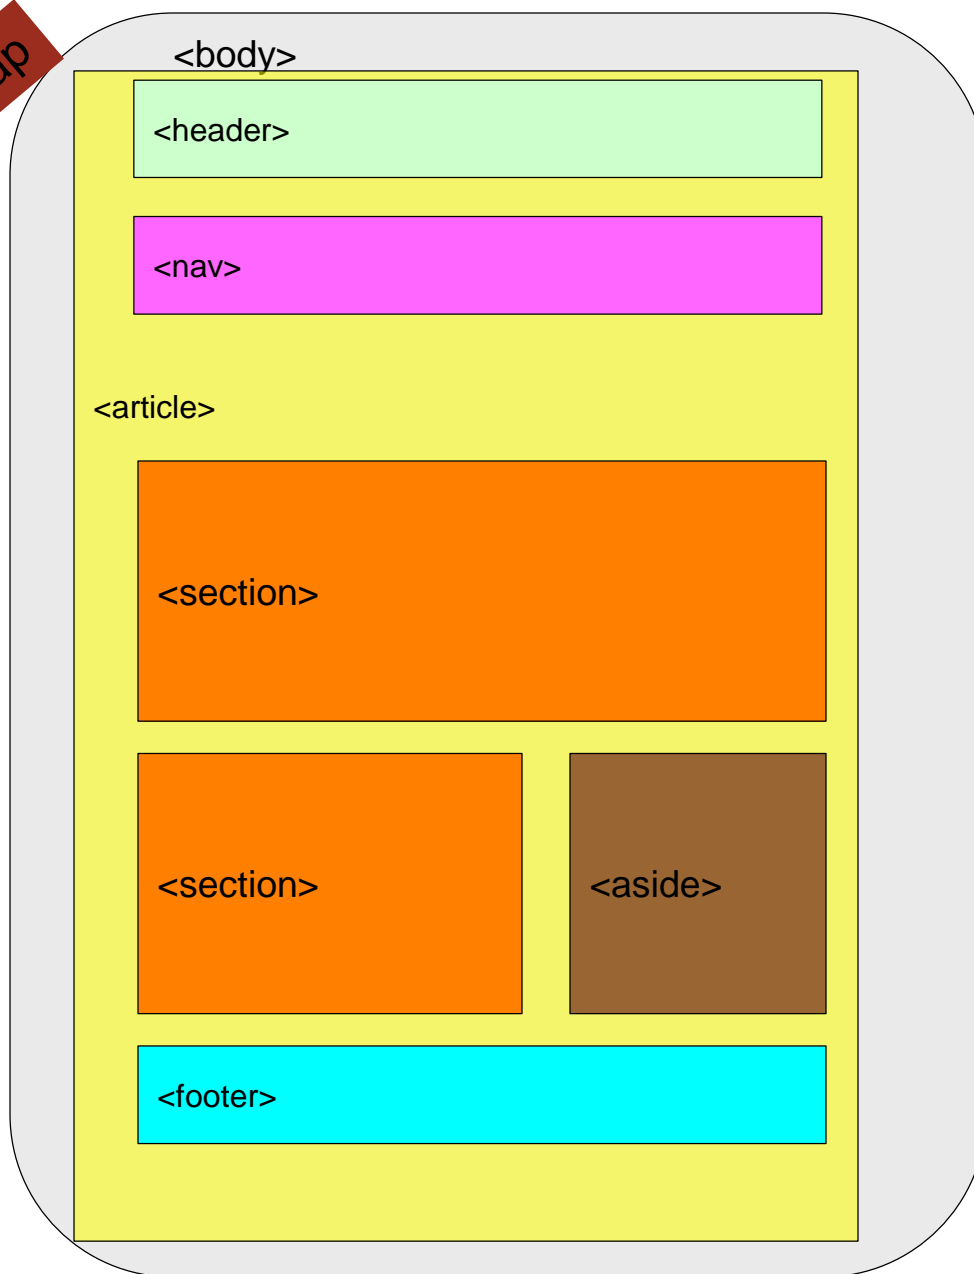 <body>
<header>
<nav>
<article>
<section>
<section> <aside>
<footer>